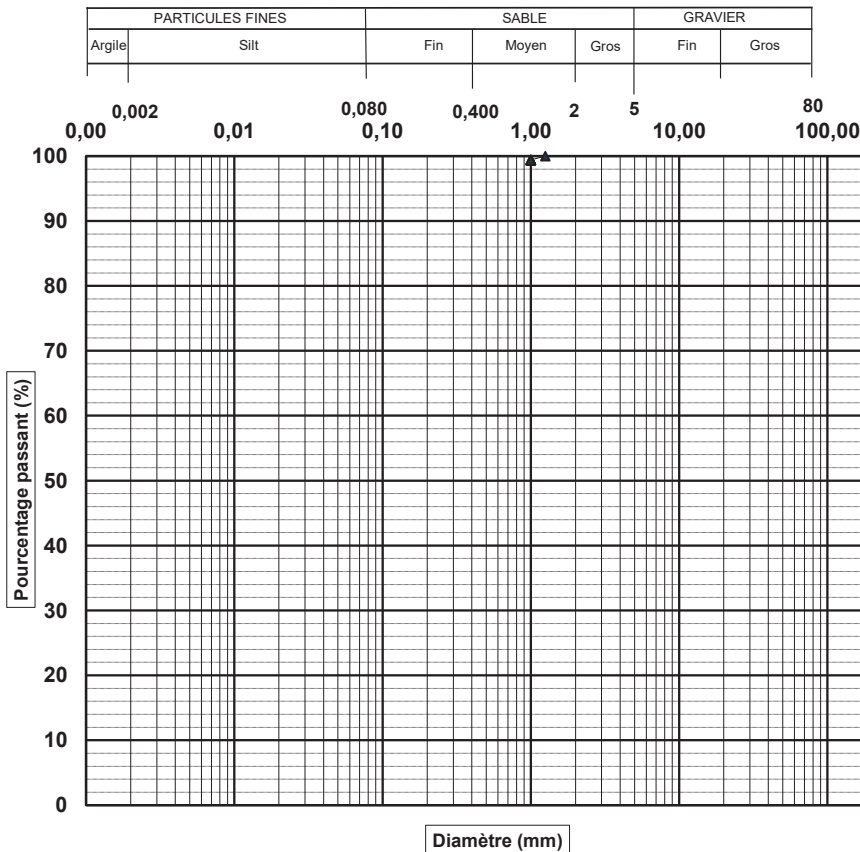 PARTICULES FINES SABLE GRAVIER
Argile Silt Fin Moyen Gros Fin Gros
0,002 0,080 0,400 2 5 80
0,00 0,01 0,10 1,00 10,00 100,00
100
90
80
70
60
50
40
30
20
10
0
Pourcentage passant (%)
Diamètre (mm)